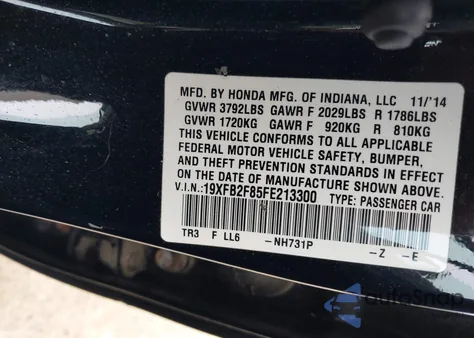 MFD. BY HONDA MFG. OF INDIANA, LLC 11/'14
GVWR 3792LBS GAWR F 2029LBS R 1786LBS
GVWR 1720KG GAWR F 920KG R 810KG
THIS VEHICLE CONFORMS TO ALL APPLICABLE
FEDERAL MOTOR VEHICLE SAFETY, BUMPER,
AND THEFT PREVENTION STANDARDS IN EFFECT
ON THE DATE OF MANUFACTURE SHOWN ABOVE.
V.I.N.:19XFB2F85FE213300 TYPE: PASSENGER CAR
TR3 F LL6 -NH731P -Z -E
AutoSnap